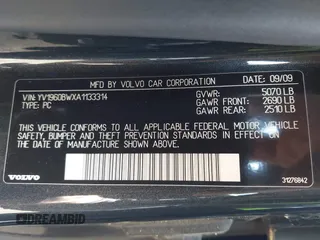 MFD. BY VOLVO CAR CORPORATION
VIN: YV1960BWXA1133314
TYPE: PC
DATE: 09/09
GVWR: 5070 LB
GAWR FRONT: 2690 LB
GAWR REAR: 2510 LB
THIS VEHICLE CONFORMS TO ALL APPLICABLE FEDERAL MOTOR VEHICLE
SAFETY, BUMPER AND THEFT PREVENTION STANDARDS IN EFFECT ON
THE DATE OF MANUFACTURE SHOWN ABOVE.
VOLVO
31276842
DREAMBID